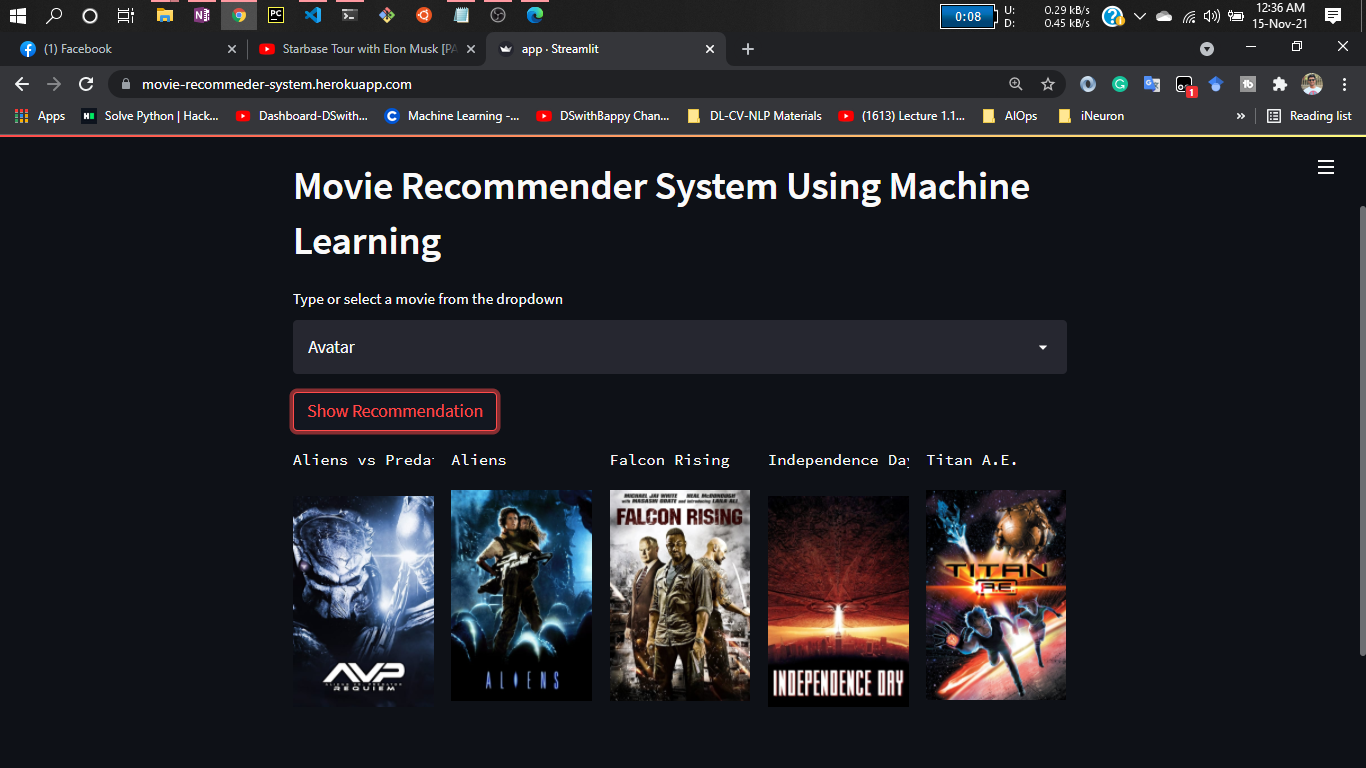 0:08
U: 0.29 kB/s
D: 0.45 kB/s
12:36 AM
15-Nov-21
(1) Facebook
Starbase Tour with Elon Musk [PA
app · Streamlit
movie-recommeder-system.herokuapp.com
1
Apps
Solve Python | Hack...
Dashboard-DSwith...
Machine Learning -...
DSwithBappy Chan...
DL-CV-NLP Materials
(1613) Lecture 1.1...
AIOps
iNeuron
»
Reading list
Movie Recommender System Using Machine
Learning
Type or select a movie from the dropdown
Avatar
Show Recommendation
Aliens vs Predat
Aliens
Falcon Rising
Independence Day
Titan A.E.
AVP
REQUIEM
ALIENS
MICHAEL JAI WHITE NEAL McDONOUGH
FALCON RISING
INDEPENDENCE DAY
TITAN
A.E.